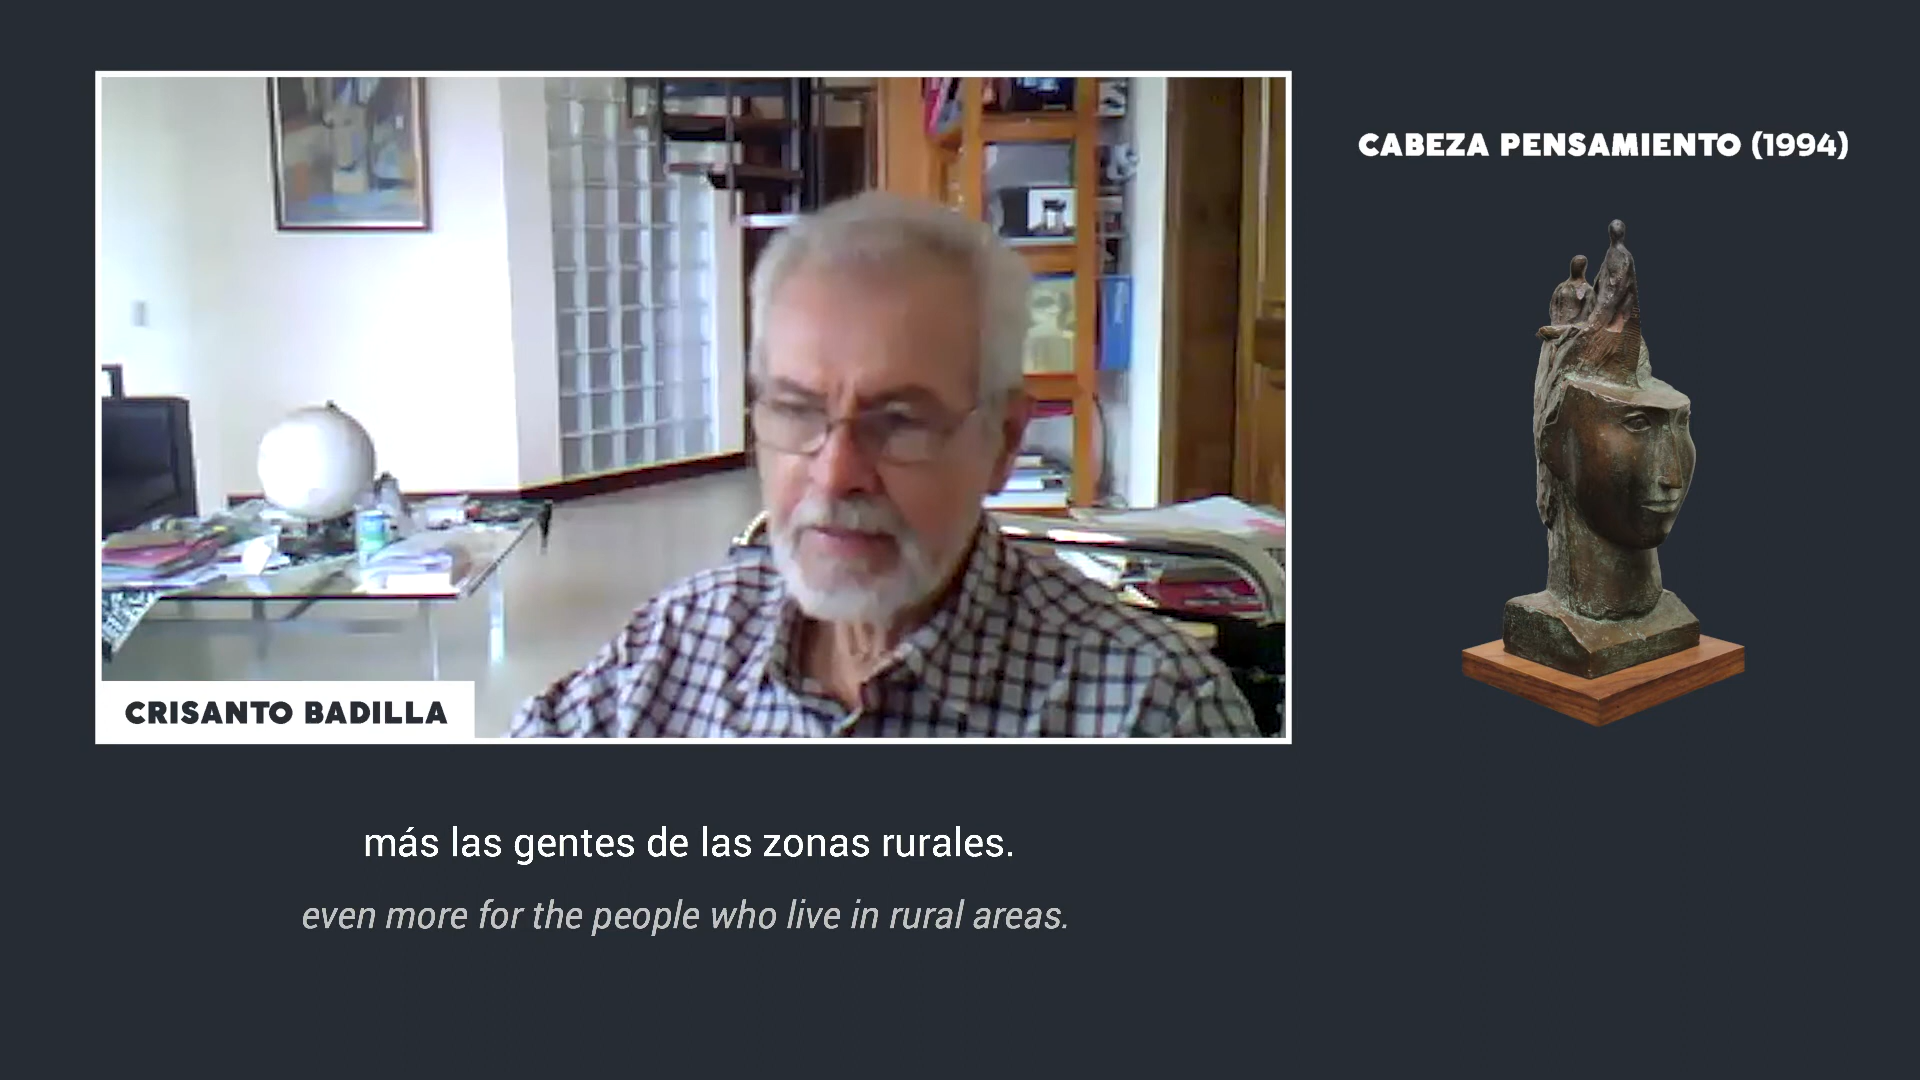 CABEZA PENSAMIENTO (1994)
CRISANTO BADILLA
más las gentes de las zonas rurales.
even more for the people who live in rural areas.